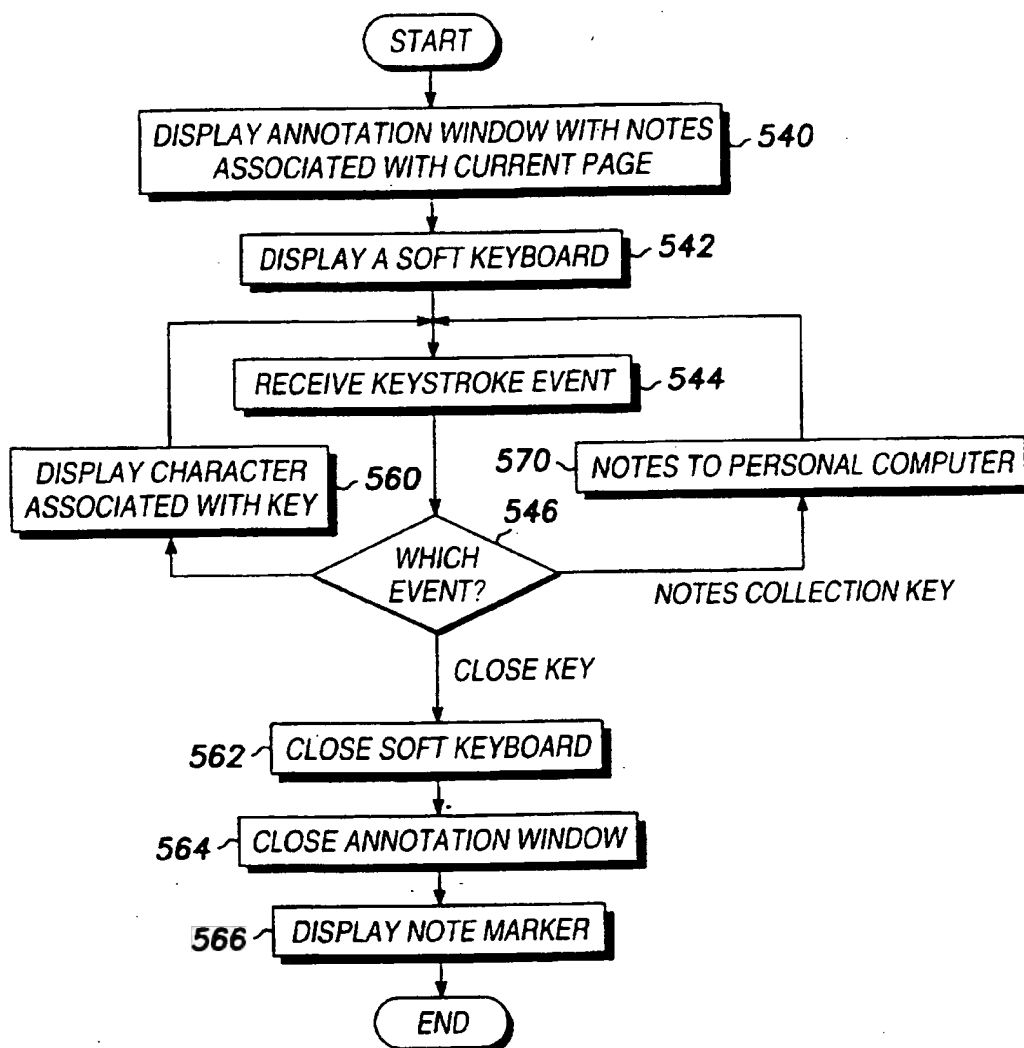 START
DISPLAY ANNOTATION WINDOW WITH NOTES
ASSOCIATED WITH CURRENT PAGE
540
DISPLAY A SOFT KEYBOARD
542
RECEIVE KEYSTROKE EVENT
544
DISPLAY CHARACTER
ASSOCIATED WITH KEY
560
570
NOTES TO PERSONAL COMPUTER
546
WHICH
EVENT?
NOTES COLLECTION KEY
CLOSE KEY
562
CLOSE SOFT KEYBOARD
564
CLOSE ANNOTATION WINDOW
566
DISPLAY NOTE MARKER
END